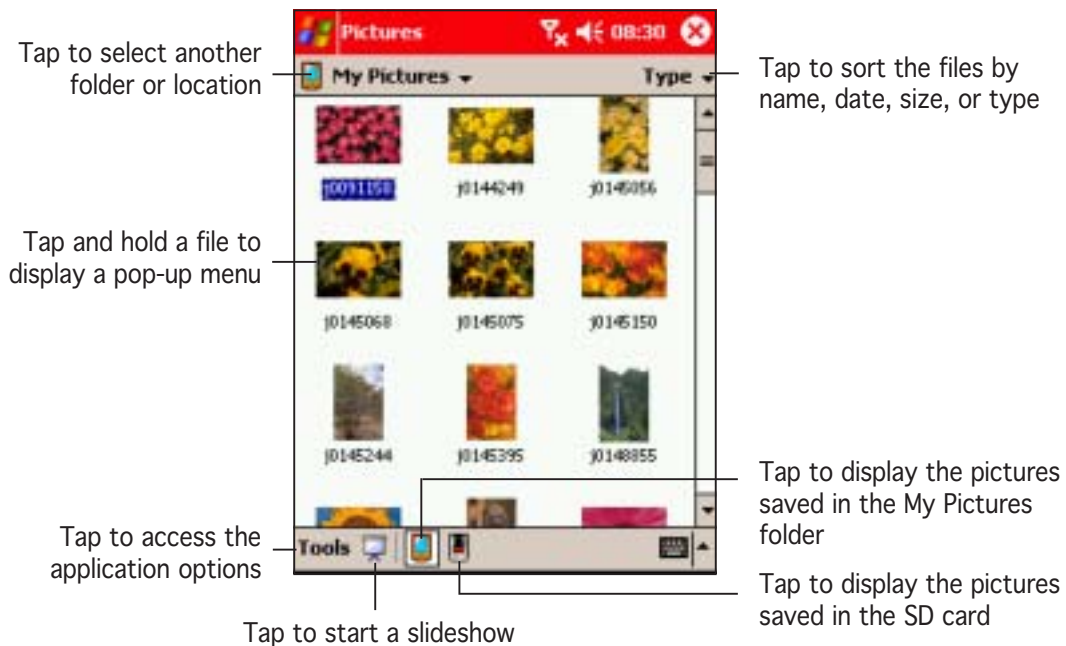 Pictures
08:30
Tap to select another
folder or location
My Pictures
Type
Tap to sort the files by
name, date, size, or type
j0091158
j0144249
j0145056
Tap and hold a file to
display a pop-up menu
j0145068
j0145075
j0145150
j0145244
j0145395
j0148855
Tap to display the pictures
saved in the My Pictures
folder
Tap to access the
application options
Tools
Tap to display the pictures
saved in the SD card
Tap to start a slideshow